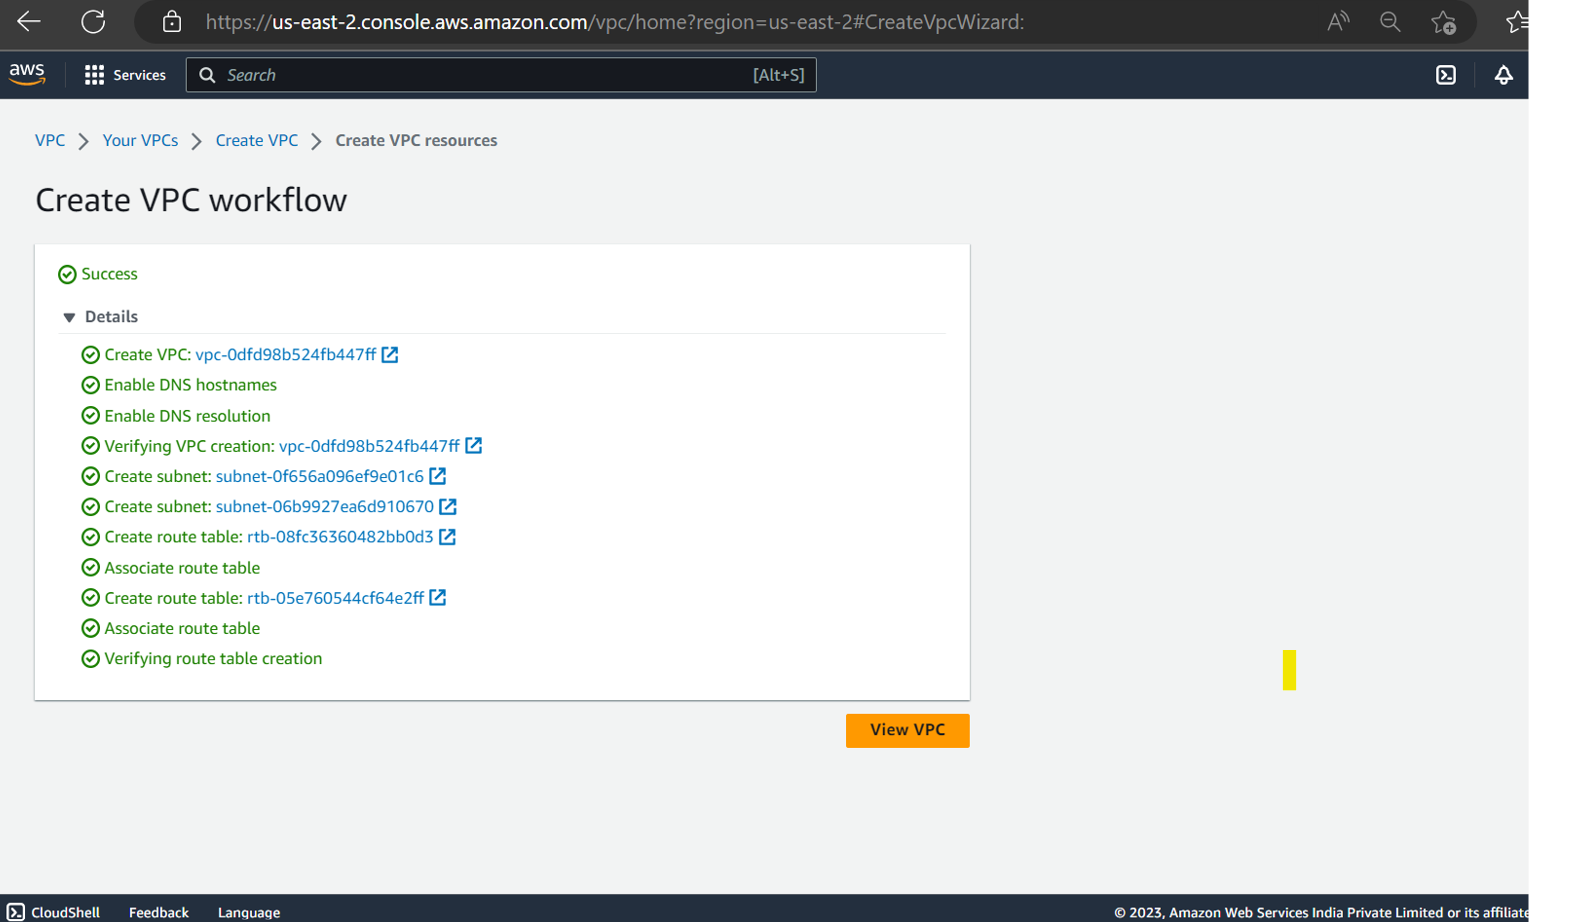 https://us-east-2.console.aws.amazon.com/vpc/home?region=us-east-2#CreateVpcWizard:
aws Services Search [Alt+S]
VPC Your VPCs Create VPC Create VPC resources
Create VPC workflow
Success
Details
Create VPC: vpc-0dfd98b524fb447ff
Enable DNS hostnames
Enable DNS resolution
Verifying VPC creation: vpc-0dfd98b524fb447ff
Create subnet: subnet-0f656a096ef9e01c6
Create subnet: subnet-06b9927ea6d910670
Create route table: rtb-08fc36360482bb0d3
Associate route table
Create route table: rtb-05e760544cf64e2ff
Associate route table
Verifying route table creation
View VPC
CloudShell Feedback Language © 2023, Amazon Web Services India Private Limited or its affiliate